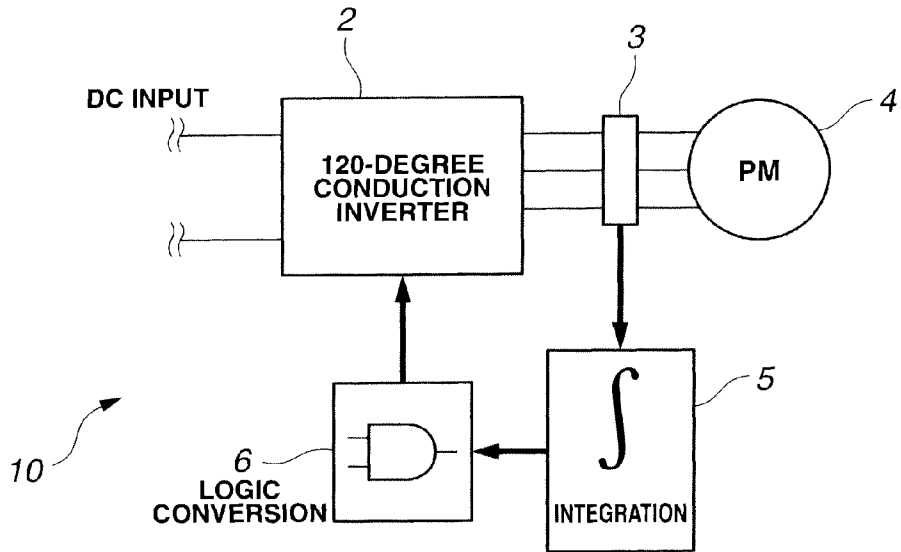 2
3
4
DC INPUT
120-DEGREE
CONDUCTION
INVERTER
PM
5
∫
INTEGRATION
6
LOGIC
CONVERSION
10